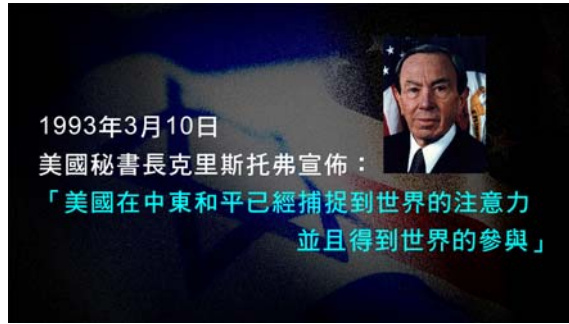 1993年3月10日
美國秘書長克里斯托弗宣佈：
「美國在中東和平已經捕捉到世界的注意力
並且得到世界的參與」